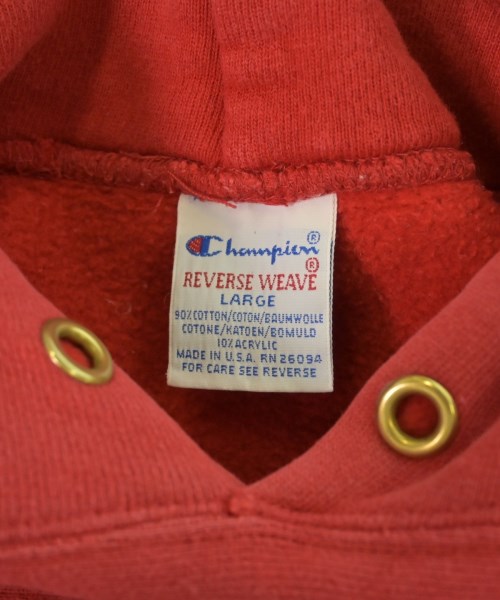 Champion®
REVERSE WEAVE®
LARGE
90% COTTON/COTON/BAUMWOLLE
COTONE/KATOEN/BOMULD
10% ACRYLIC
MADE IN U.S.A. RN 26094
FOR CARE SEE REVERSE